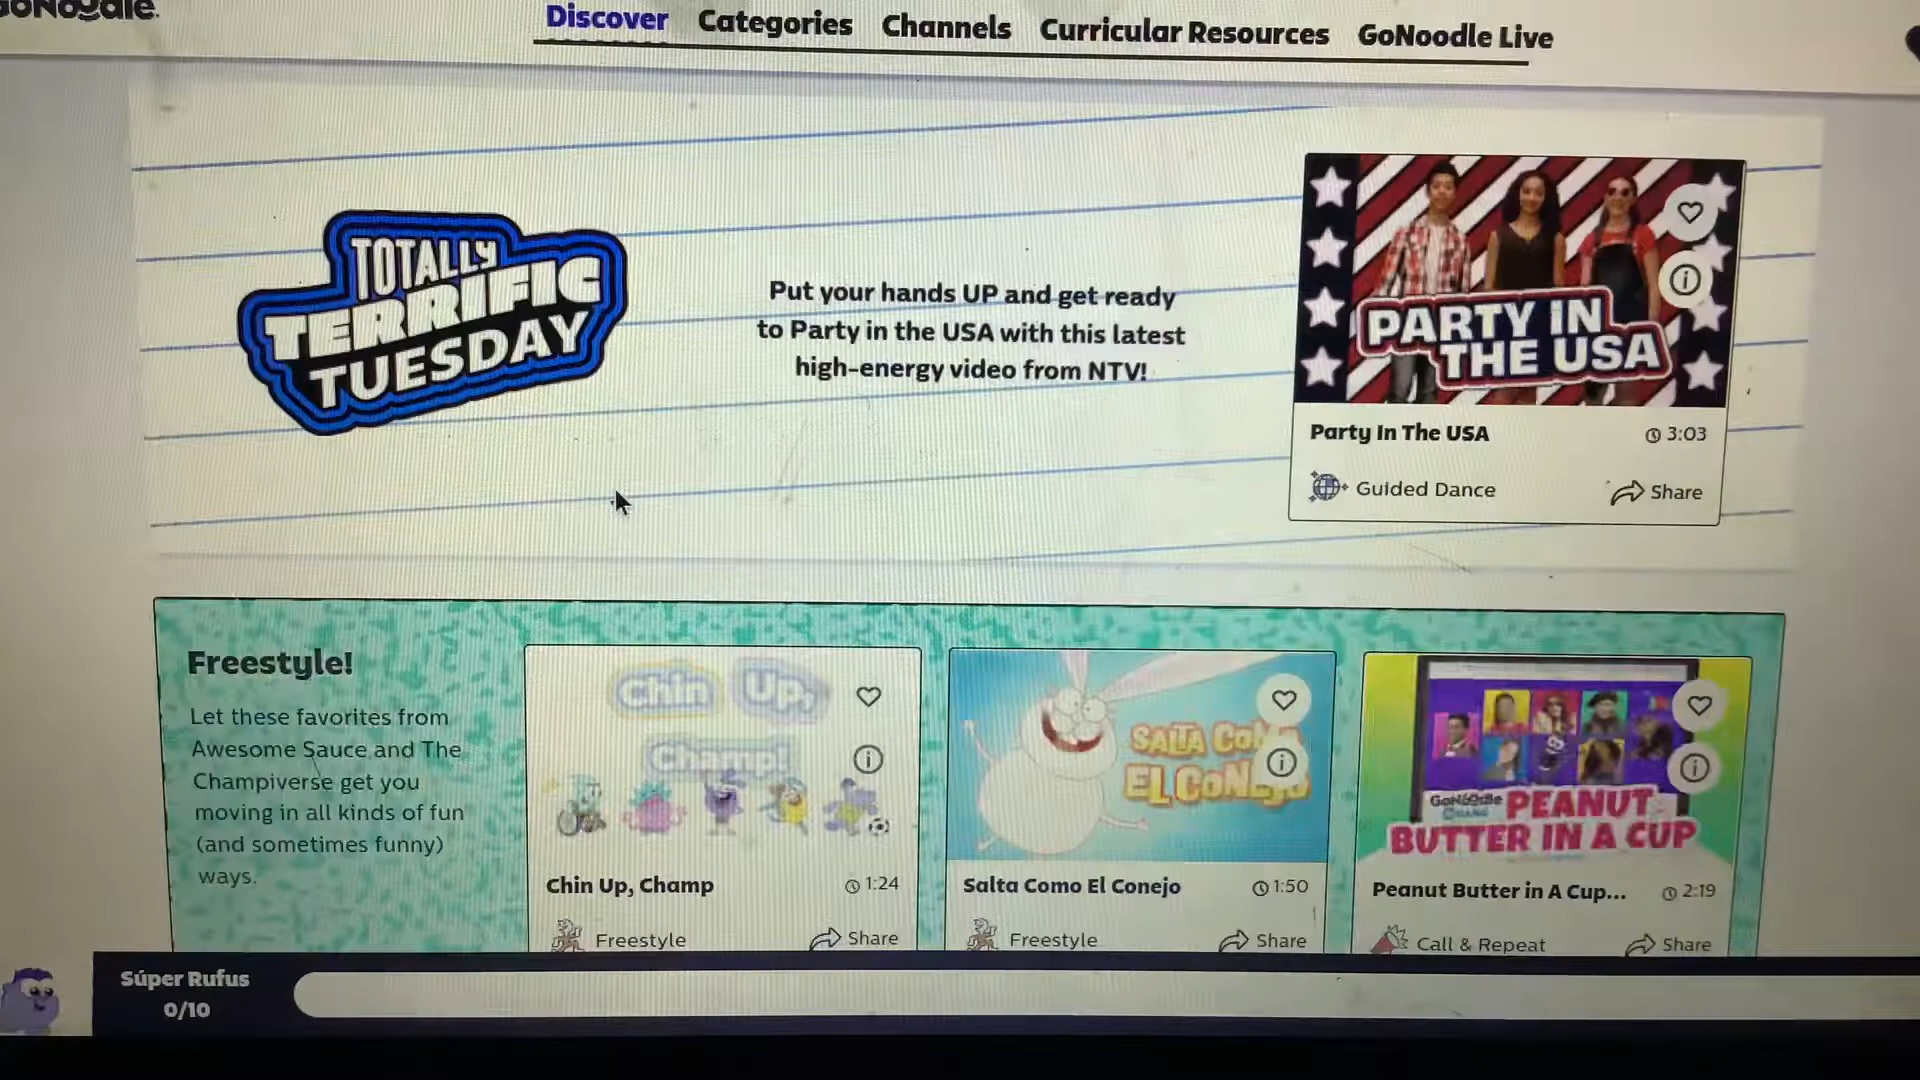 GoNoodle.
Discover Categories Channels Curricular Resources GoNoodle Live
TOTALLY
TERRIFIC
TUESDAY
Put your hands UP and get ready
to Party in the USA with this latest
high-energy video from NTV!
PARTY IN
THE USA
Party In The USA 3:03
Guided Dance Share
Freestyle!
Let these favorites from
Awesome Sauce and The
Champiverse get you
moving in all kinds of fun
(and sometimes funny)
ways.
Chin Up,
Champ!
Chin Up, Champ 1:24
Freestyle Share
SALTA
EL
Salta Como El Conejo 1:50
Freestyle Share
GoNoodle PEANUT
BUTTER IN A CUP
Peanut Butter in A Cup... 2:19
Call & Repeat Share
Súper Rufus
0/10